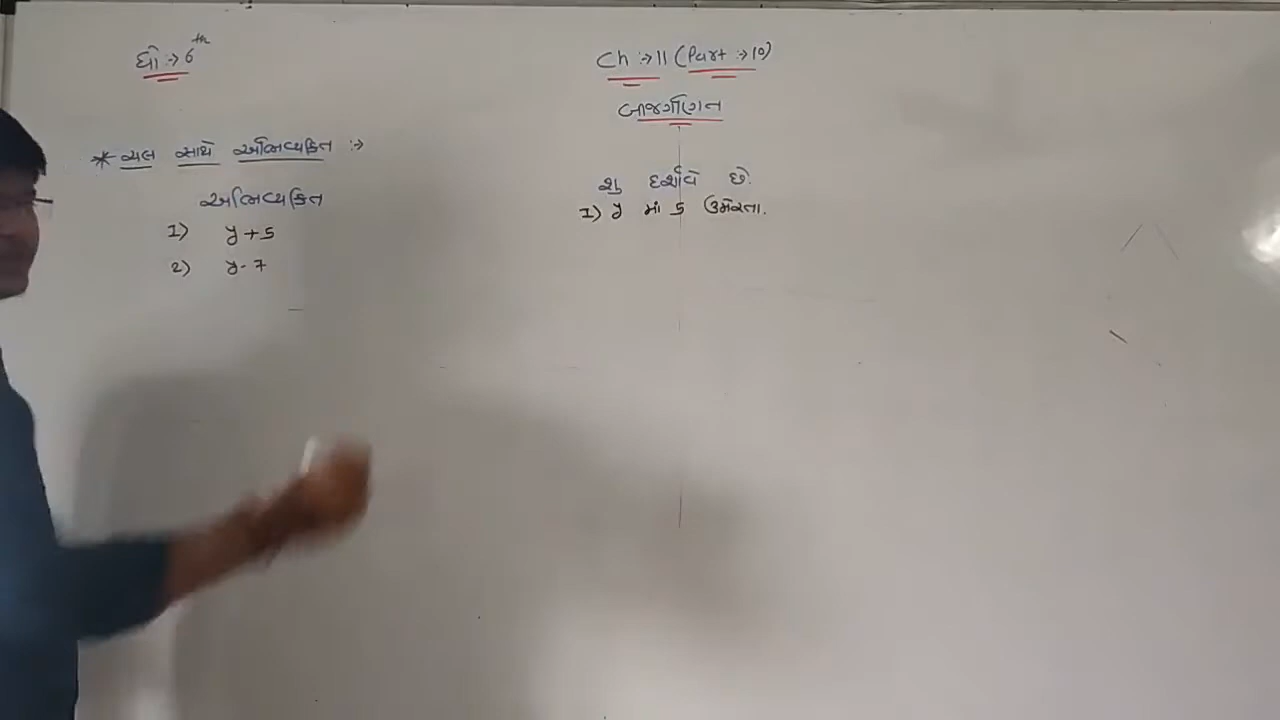 ધો :→ 6th
Ch :→ 11 (Part :→ 10)
બીજગણિત
* ચલ સાથે અભિવ્યકિત :→
અભિવ્યકિત
શુ દર્શાવે છે.
1) y + 5
1) y માં 5 ઉમેરતા.
2) y - 7